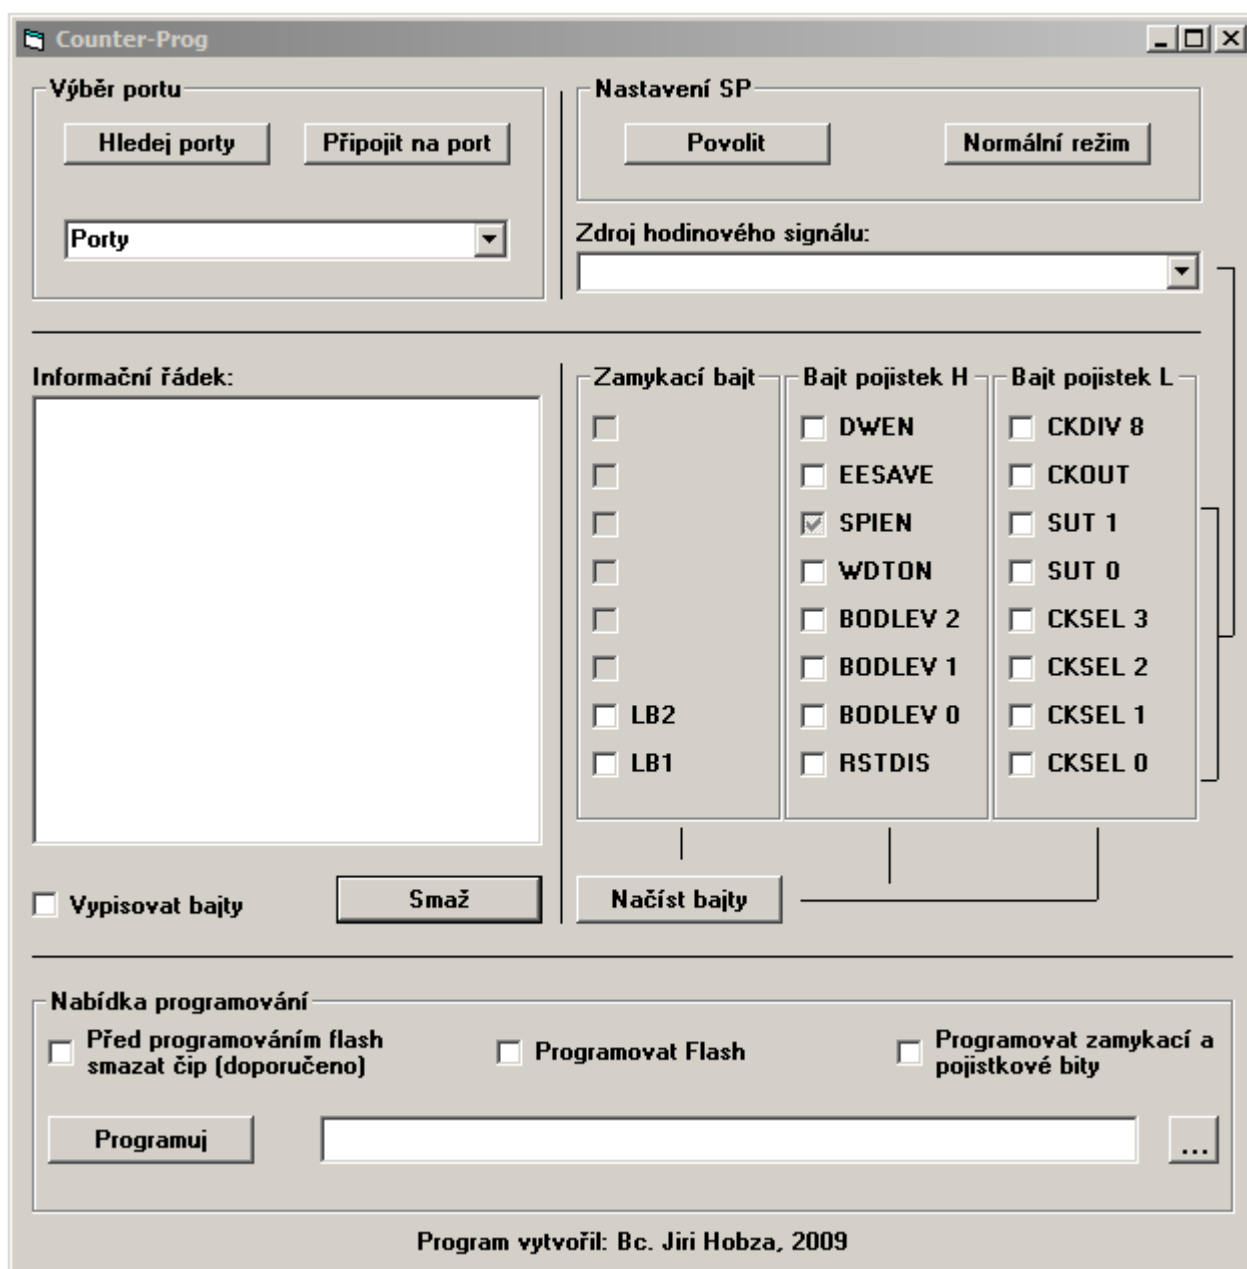 Counter-Prog
Výběr portu
Hledej porty
Připojit na port
Porty
Nastavení SP
Povolit
Normální režim
Zdroj hodinového signálu:
Informační řádek:
Vypisovat bajty
Smaž
Zamykací bajt
LB2
LB1
Bajt pojistek H
DWEN
EESAVE
SPIEN
WDTON
BODLEV 2
BODLEV 1
BODLEV 0
RSTDIS
Bajt pojistek L
CKDIV 8
CKOUT
SUT 1
SUT 0
CKSEL 3
CKSEL 2
CKSEL 1
CKSEL 0
Načíst bajty
Nabídka programování
Před programováním flash
smazat čip (doporučeno)
Programovat Flash
Programovat zamykací a
pojistkové bity
Programuj
...
Program vytvořil: Bc. Jiri Hobza, 2009